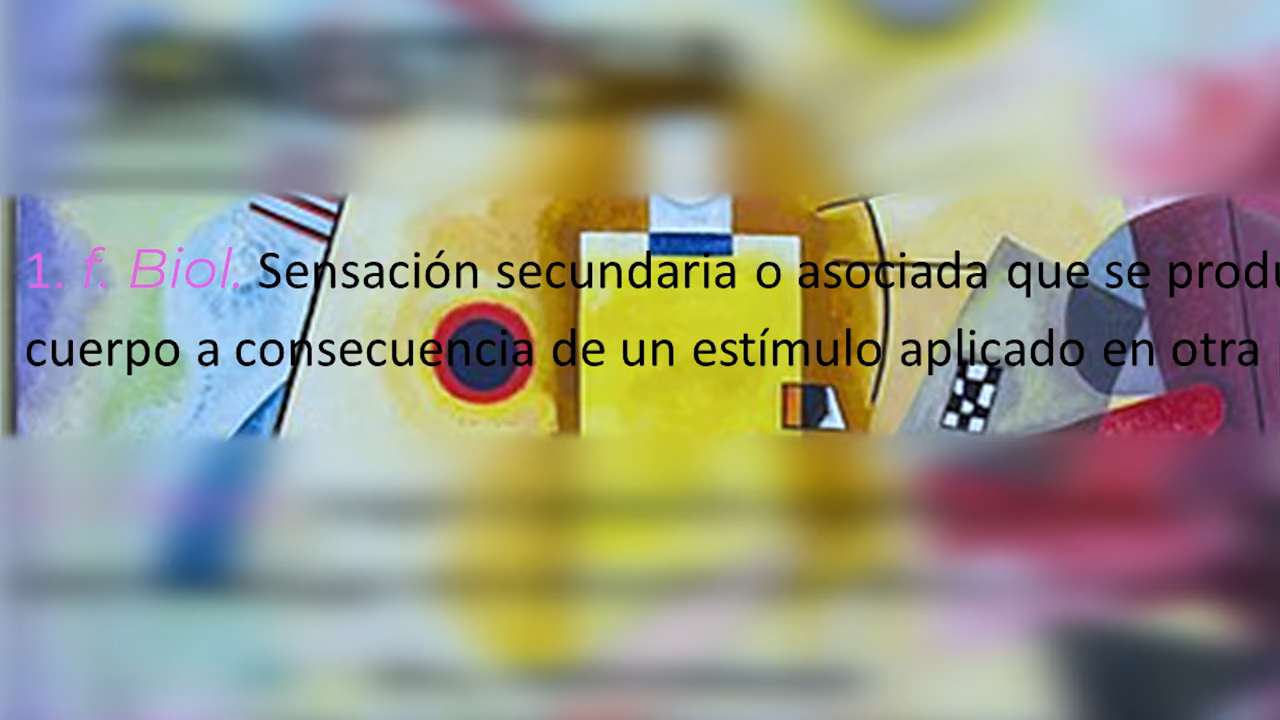 1. f. Biol. Sensación secundaria o asociada que se produ
cuerpo a consecuencia de un estímulo aplicado en otra